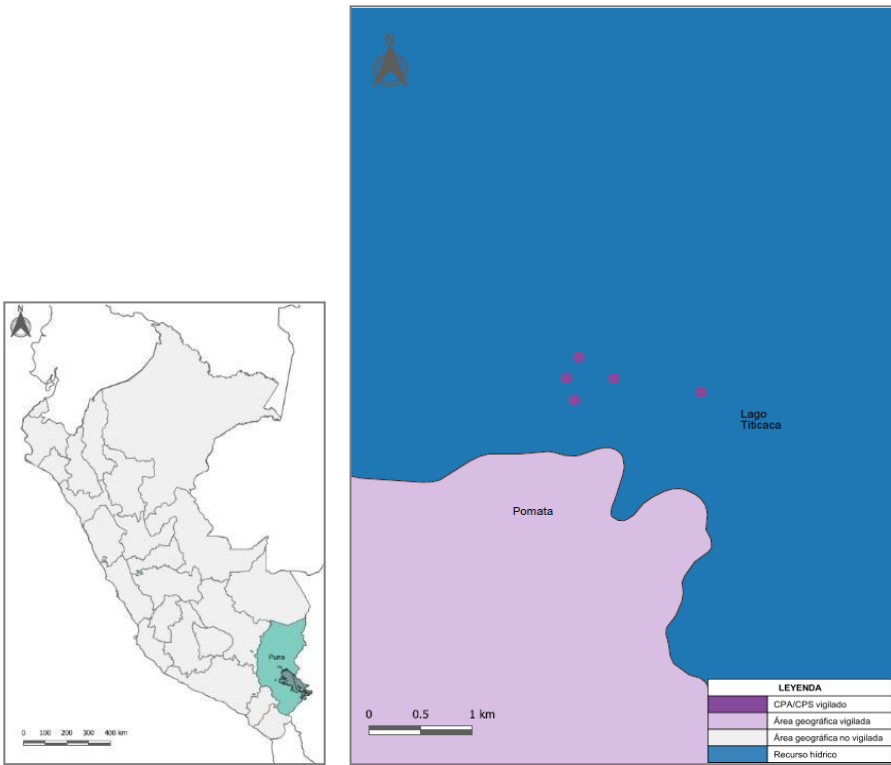 N
Puno
0 100 200 300 400 km
N
Lago
Titicaca
Pomata
0 0.5 1 km
LEYENDA
CPA/CPS vigilado
Área geográfica vigilada
Área geográfica no vigilada
Recurso hídrico